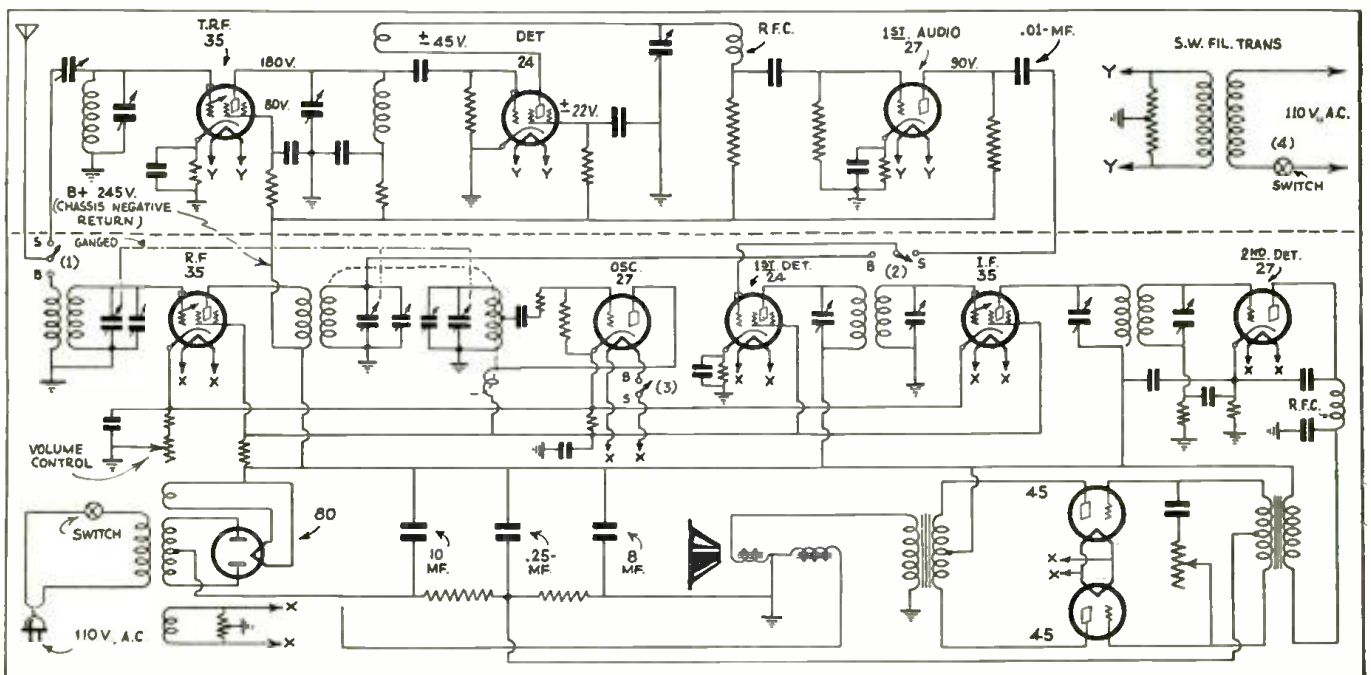 T.R.F.
35
180V.
80V.
± 45V.
DET
24
± 22V.
R.F.C.
1ST. AUDIO
27
90V.
.01-MF.
S.W. FIL. TRANS
Y
Y
110 V., A.C.
(4)
SWITCH
Y Y
Y Y
Y Y
B+ 245V.
(CHASSIS NEGATIVE
RETURN)
S
(1)
B
GANGED
R.F
35
OSC.
27
1ST. DET.
24
B
(2)
S
I.F.
35
2ND. DET.
27
X X
B
(3)
S
X X
X X
X X
X X
R.F.C.
VOLUME
CONTROL
SWITCH
80
10
MF.
.25-
MF.
8
MF.
45
X
X
45
X
X
110 V., A.C